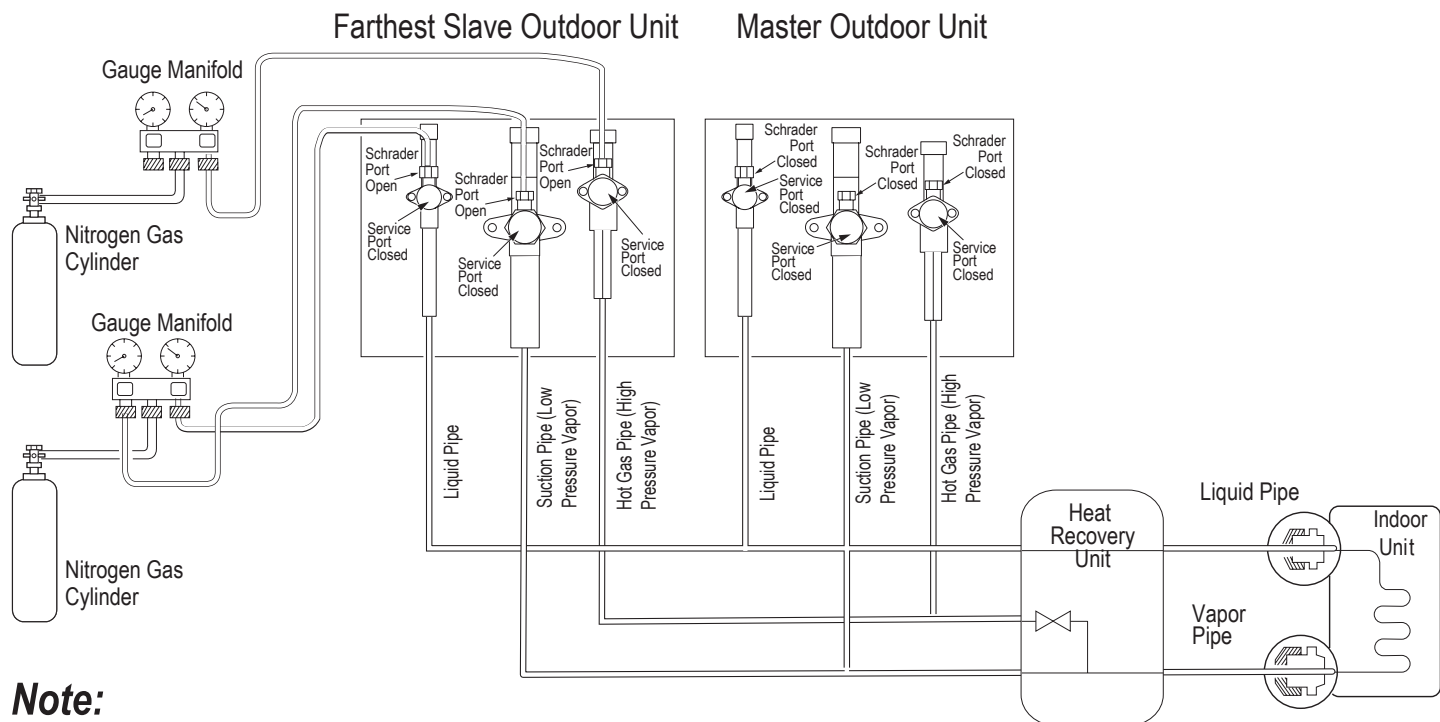 Farthest Slave Outdoor Unit
Master Outdoor Unit
Gauge Manifold
Nitrogen Gas
Cylinder
Gauge Manifold
Nitrogen Gas
Cylinder
Schrader
Port
Open
Service
Port
Closed
Schrader
Port
Open
Service
Port
Closed
Schrader
Port
Open
Service
Port
Closed
Schrader
Port
Closed
Service
Port
Closed
Schrader
Port
Closed
Service
Port
Closed
Schrader
Port
Closed
Service
Port
Closed
Liquid Pipe
Suction Pipe (Low
Pressure Vapor)
Hot Gas Pipe (High
Pressure Vapor)
Liquid Pipe
Suction Pipe (Low
Pressure Vapor)
Hot Gas Pipe (High
Pressure Vapor)
Heat
Recovery
Unit
Liquid Pipe
Indoor
Unit
Vapor
Pipe
Note: